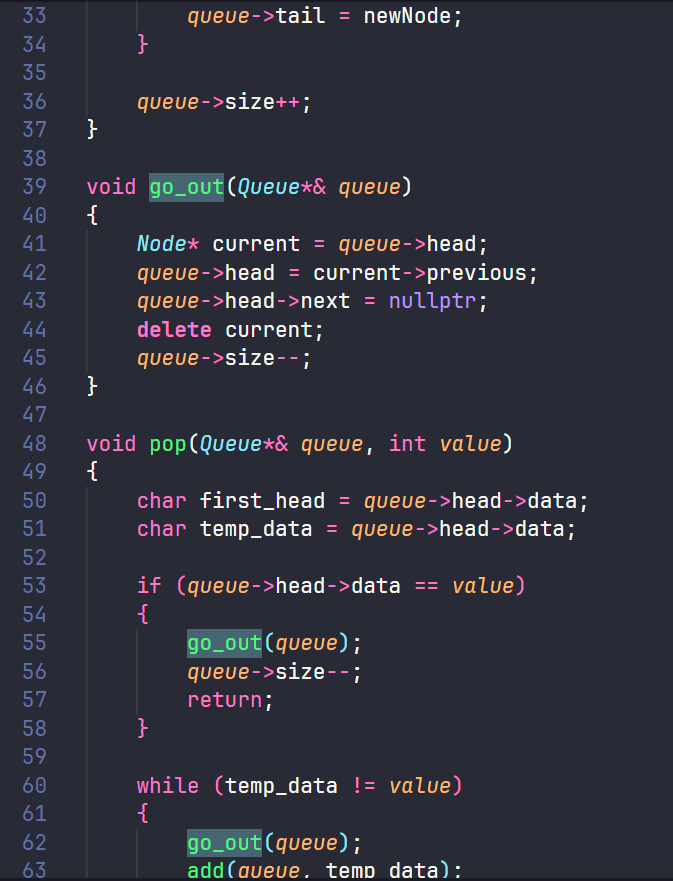 33 queue->tail = newNode;
34 }
35
36 queue->size++;
37 }
38
39 void go_out(Queue*& queue)
40 {
41 Node* current = queue->head;
42 queue->head = current->previous;
43 queue->head->next = nullptr;
44 delete current;
45 queue->size--;
46 }
47
48 void pop(Queue*& queue, int value)
49 {
50 char first_head = queue->head->data;
51 char temp_data = queue->head->data;
52
53 if (queue->head->data == value)
54 {
55 go_out(queue);
56 queue->size--;
57 return;
58 }
59
60 while (temp_data != value)
61 {
62 go_out(queue);
63 add(queue, temp_data);